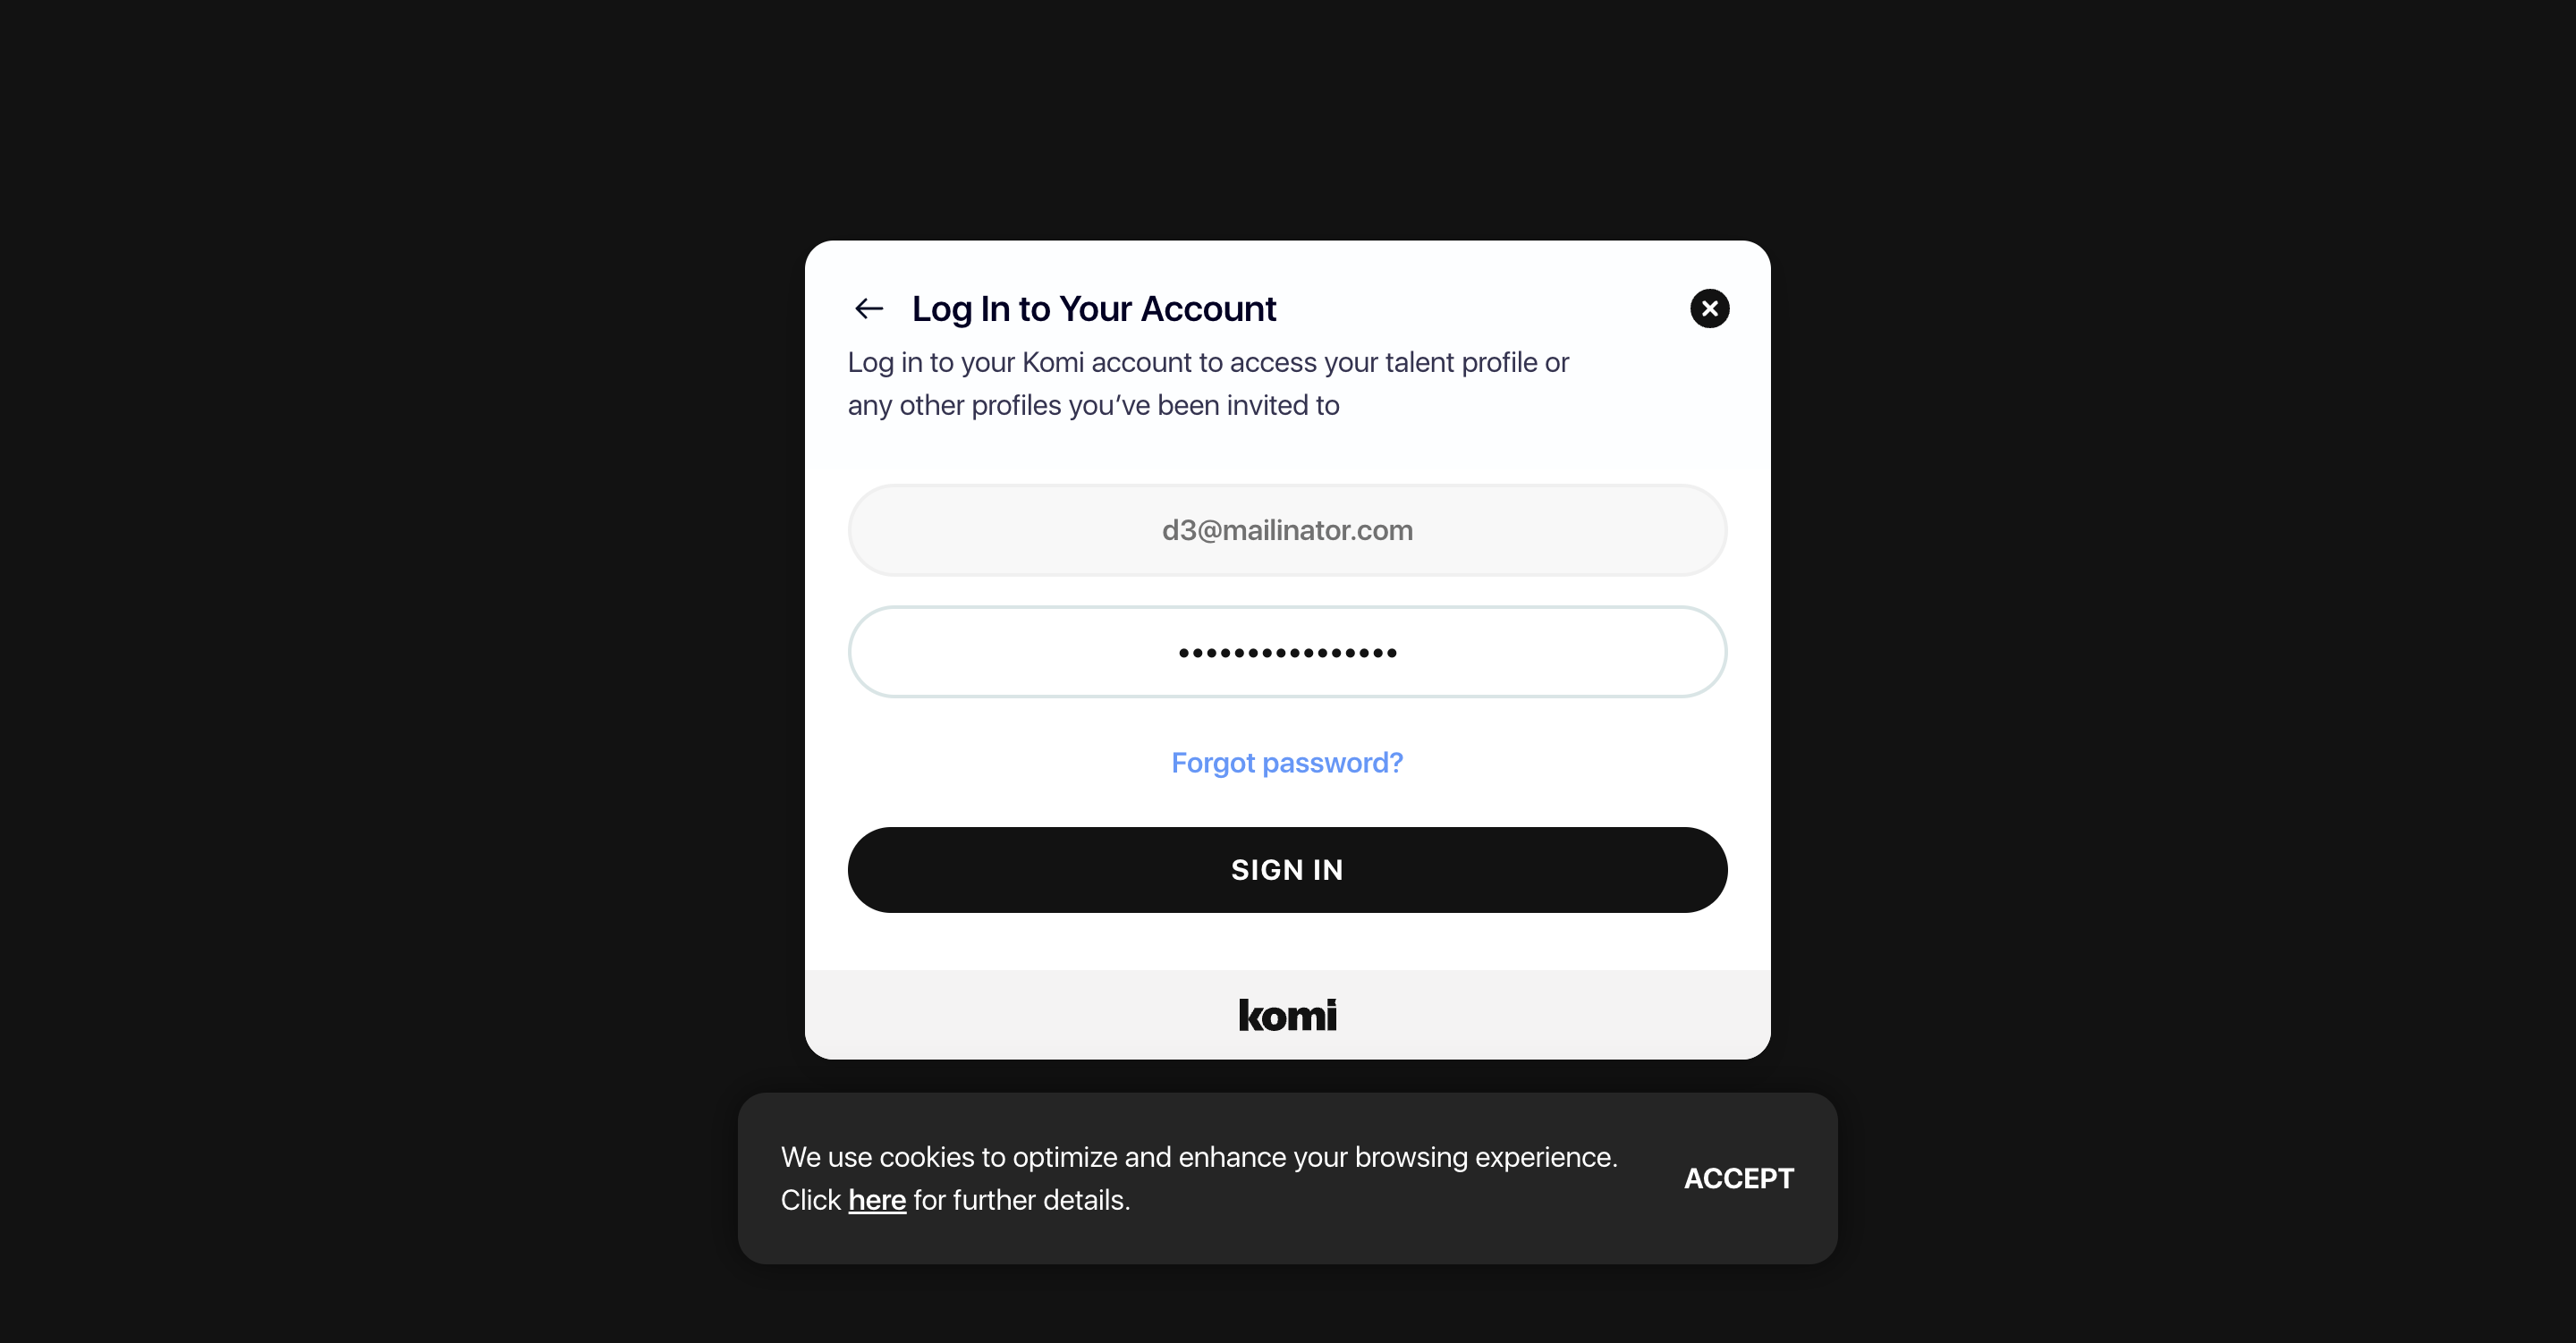 Log In to Your Account
Log in to your Komi account to access your talent profile or
any other profiles you’ve been invited to
d3@mailinator.com
••••••••••••••••
Forgot password?
SIGN IN
komi
We use cookies to optimize and enhance your browsing experience.
Click here for further details.
ACCEPT